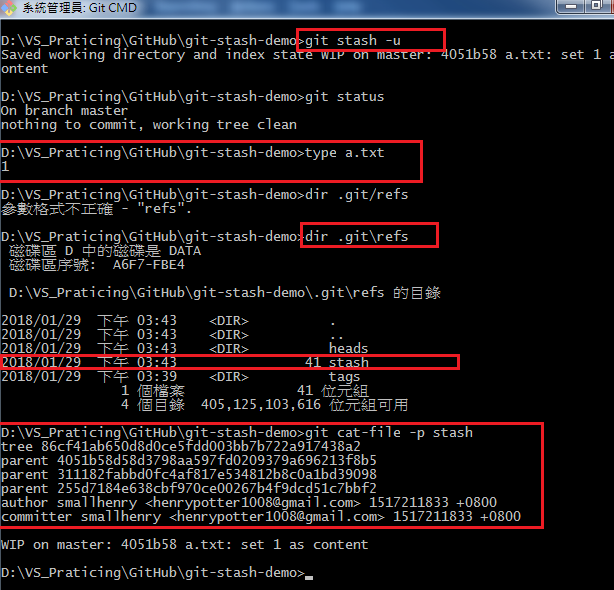 系統管理員: Git CMD
D:\VS_Praticing\GitHub\git-stash-demo>git stash -u
Saved working directory and index state WIP on master: 4051b58 a.txt: set 1 as c
ontent
D:\VS_Praticing\GitHub\git-stash-demo>git status
On branch master
nothing to commit, working tree clean
D:\VS_Praticing\GitHub\git-stash-demo>type a.txt
1
D:\VS_Praticing\GitHub\git-stash-demo>dir .git/refs
參數格式不正確 - "refs".
D:\VS_Praticing\GitHub\git-stash-demo>dir .git\refs
磁碟區 D 中的磁碟是 DATA
磁碟區序號:  A6F7-FBE4
D:\VS_Praticing\GitHub\git-stash-demo\.git\refs 的目錄
2018/01/29  下午 03:43    <DIR>          .
2018/01/29  下午 03:43    <DIR>          ..
2018/01/29  下午 03:43    <DIR>          heads
2018/01/29  下午 03:43                41 stash
2018/01/29  下午 03:39    <DIR>          tags
1 個檔案              41 位元組
4 個目錄  405,125,103,616 位元組可用
D:\VS_Praticing\GitHub\git-stash-demo>git cat-file -p stash
tree 86cf41ab650d8d0ce5fdd003bb7b722a917438a2
parent 4051b58d58d3798aa597fd0209379a696213f8b5
parent 311182fabbd0fc4af817e534812b8c0a1bd39098
parent 255d7184e638cbf970ce00267b4f9dcd51c7bbf2
author smallhenry <henrypotter1008@gmail.com> 1517211833 +0800
committer smallhenry <henrypotter1008@gmail.com> 1517211833 +0800
WIP on master: 4051b58 a.txt: set 1 as content
D:\VS_Praticing\GitHub\git-stash-demo>